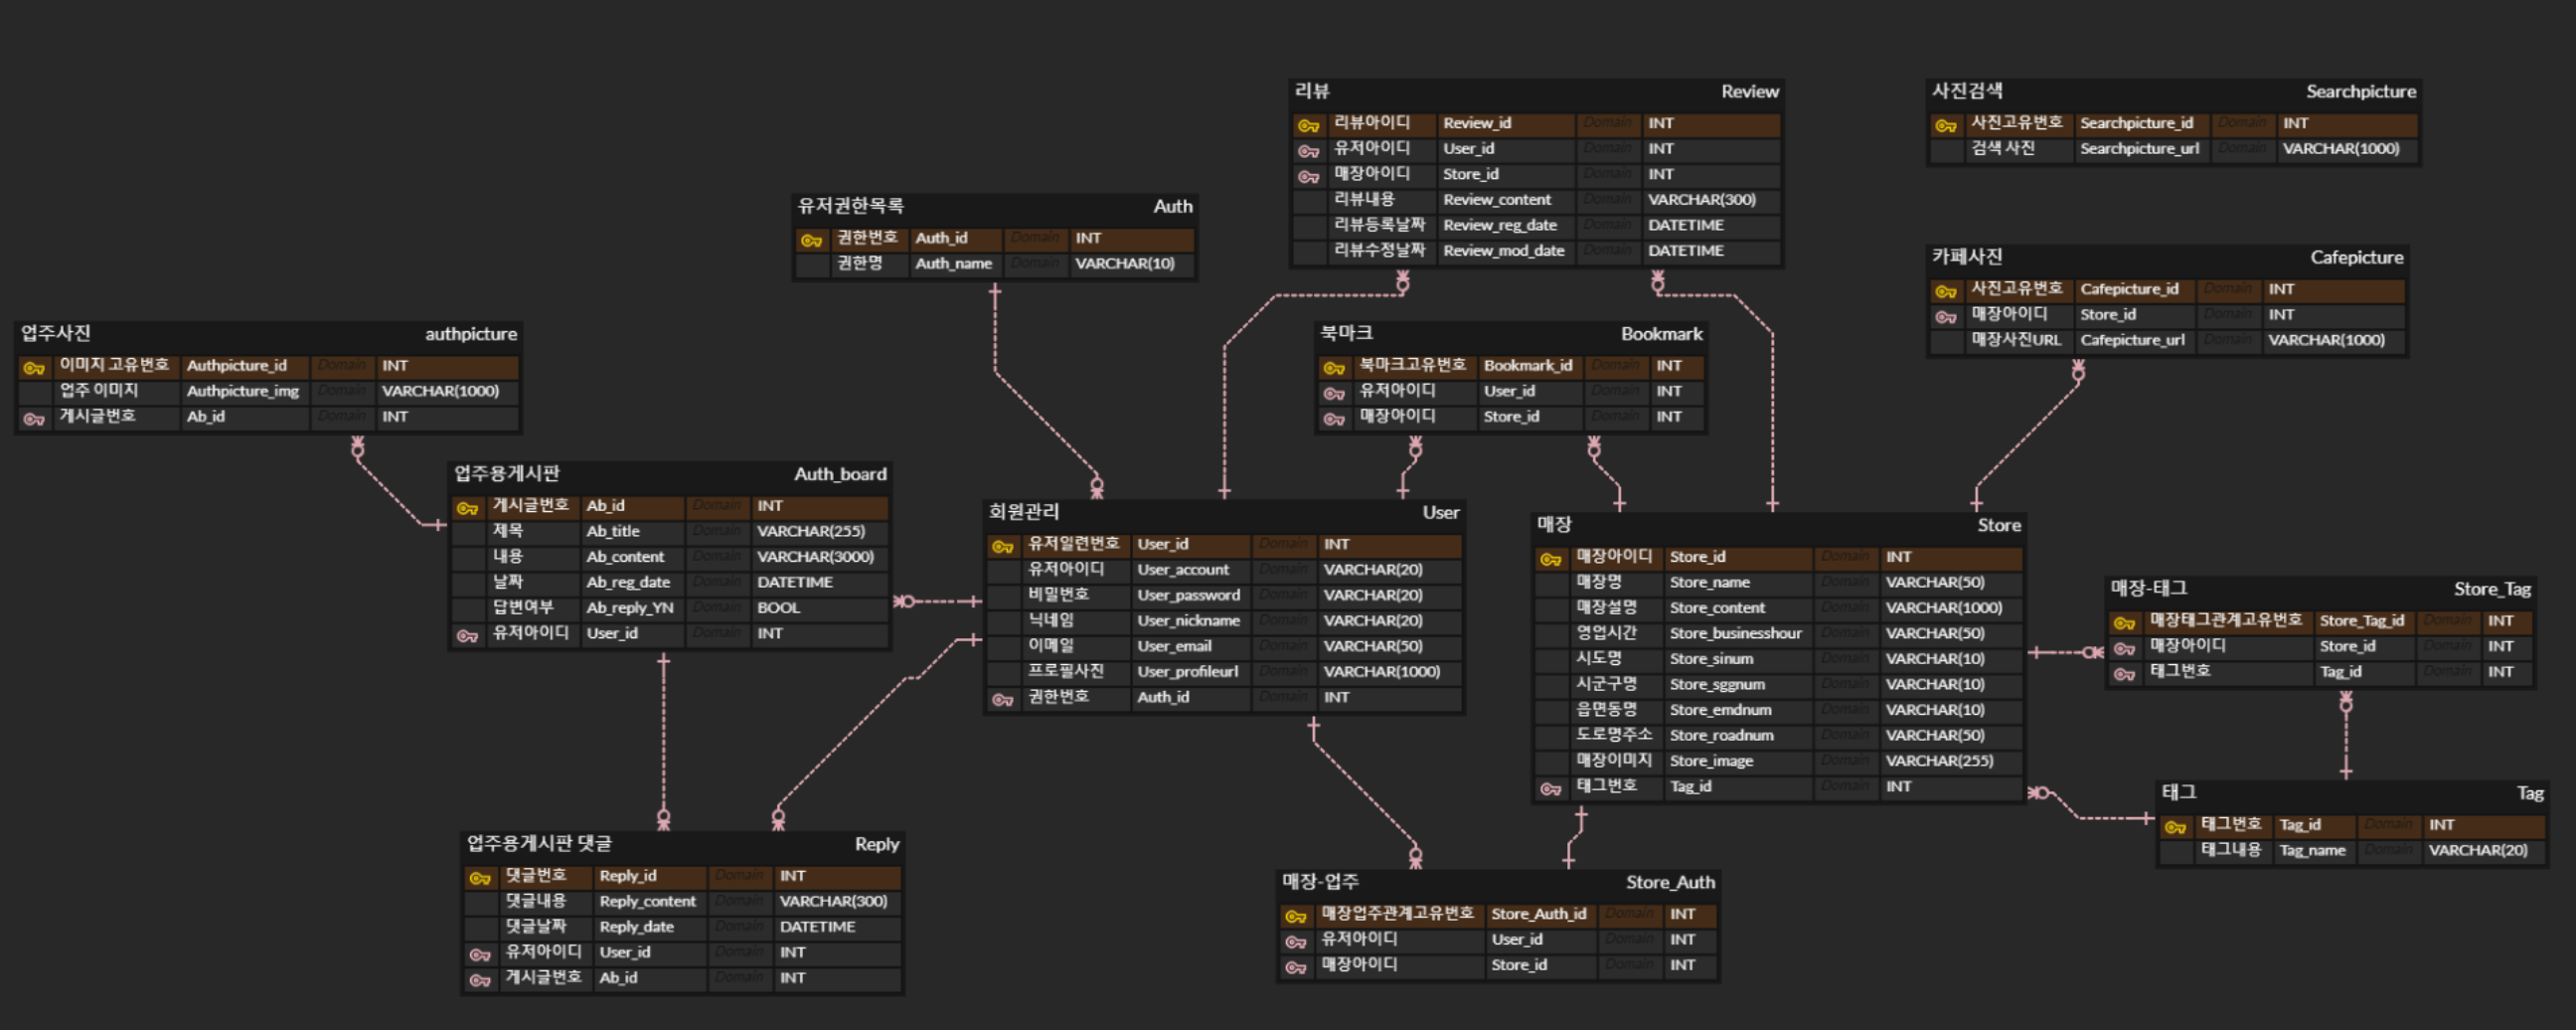 리뷰 Review
리뷰아이디 Review_id Domain INT
유저아이디 User_id Domain INT
매장아이디 Store_id Domain INT
리뷰내용 Review_content Domain VARCHAR(300)
리뷰등록날짜 Review_reg_date Domain DATETIME
리뷰수정날짜 Review_mod_date Domain DATETIME
사진검색 Searchpicture
사진고유번호 Searchpicture_id Domain INT
검색 사진 Searchpicture_url Domain VARCHAR(1000)
유저권한목록 Auth
권한번호 Auth_id Domain INT
권한명 Auth_name Domain VARCHAR(10)
카페사진 Cafepicture
사진고유번호 Cafepicture_id Domain INT
매장아이디 Store_id Domain INT
매장사진URL Cafepicture_url Domain VARCHAR(1000)
업주사진 authpicture
이미지 고유번호 Authpicture_id Domain INT
업주 이미지 Authpicture_img Domain VARCHAR(1000)
게시글번호 Ab_id Domain INT
북마크 Bookmark
북마크고유번호 Bookmark_id Domain INT
유저아이디 User_id Domain INT
매장아이디 Store_id Domain INT
업주용게시판 Auth_board
게시글번호 Ab_id Domain INT
제목 Ab_title Domain VARCHAR(255)
내용 Ab_content Domain VARCHAR(3000)
날짜 Ab_reg_date Domain DATETIME
답변여부 Ab_reply_YN Domain BOOL
유저아이디 User_id Domain INT
회원관리 User
유저일련번호 User_id Domain INT
유저아이디 User_account Domain VARCHAR(20)
비밀번호 User_password Domain VARCHAR(20)
닉네임 User_nickname Domain VARCHAR(20)
이메일 User_email Domain VARCHAR(50)
프로필사진 User_profileurl Domain VARCHAR(1000)
권한번호 Auth_id Domain INT
매장 Store
매장아이디 Store_id Domain INT
매장명 Store_name Domain VARCHAR(50)
매장설명 Store_content Domain VARCHAR(1000)
영업시간 Store_businesshour Domain VARCHAR(50)
시도명 Store_sinum Domain VARCHAR(10)
시군구명 Store_sggnum Domain VARCHAR(10)
읍면동명 Store_emdnum Domain VARCHAR(10)
도로명주소 Store_roadnum Domain VARCHAR(50)
매장이미지 Store_image Domain VARCHAR(255)
태그번호 Tag_id Domain INT
매장-태그 Store_Tag
매장태그관계고유번호 Store_Tag_id Domain INT
매장아이디 Store_id Domain INT
태그번호 Tag_id Domain INT
태그 Tag
태그번호 Tag_id Domain INT
태그내용 Tag_name Domain VARCHAR(20)
업주용게시판 댓글 Reply
댓글번호 Reply_id Domain INT
댓글내용 Reply_content Domain VARCHAR(300)
댓글날짜 Reply_date Domain DATETIME
유저아이디 User_id Domain INT
게시글번호 Ab_id Domain INT
매장-업주 Store_Auth
매장업주관계고유번호 Store_Auth_id Domain INT
유저아이디 User_id Domain INT
매장아이디 Store_id Domain INT